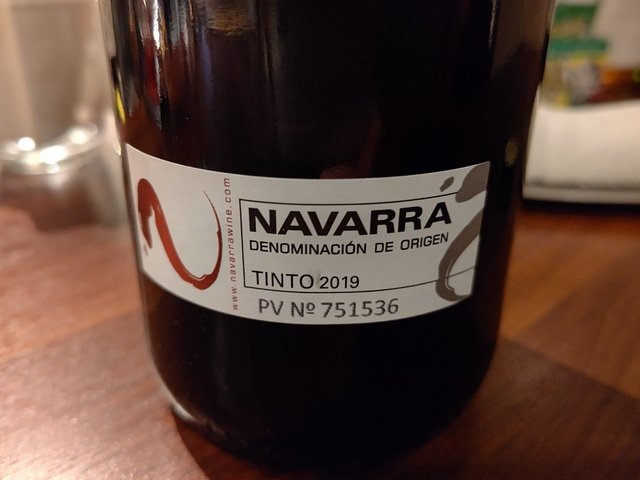 www.navarrawine.com
NAVARRA
DENOMINACIÓN DE ORIGEN
TINTO 2019
PV Nº 751536